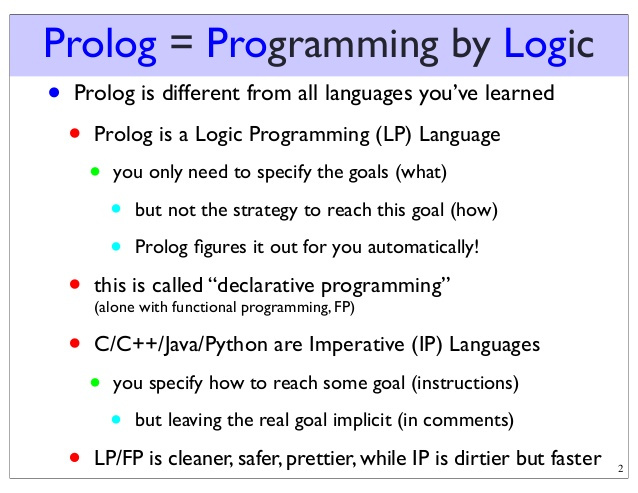 Prolog = Programming by Logic
• Prolog is different from all languages you’ve learned
• Prolog is a Logic Programming (LP) Language
• you only need to specify the goals (what)
• but not the strategy to reach this goal (how)
• Prolog figures it out for you automatically!
• this is called “declarative programming”
(alone with functional programming, FP)
• C/C++/Java/Python are Imperative (IP) Languages
• you specify how to reach some goal (instructions)
• but leaving the real goal implicit (in comments)
• LP/FP is cleaner, safer, prettier, while IP is dirtier but faster
2